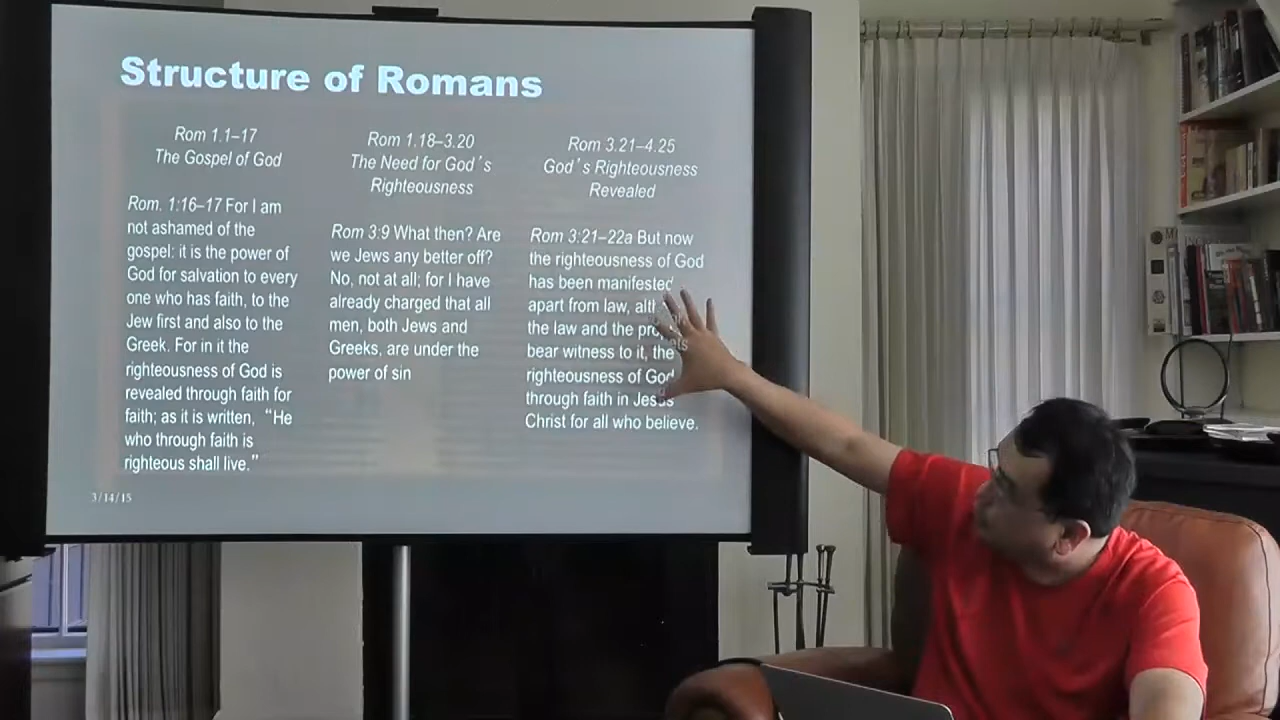 Structure of Romans
Rom 1.1–17
The Gospel of God
Rom. 1:16–17 For I am
not ashamed of the
gospel: it is the power of
God for salvation to every
one who has faith, to the
Jew first and also to the
Greek. For in it the
righteousness of God is
revealed through faith for
faith; as it is written, “He
who through faith is
righteous shall live.”
Rom 1.18–3.20
The Need for God’s
Righteousness
Rom 3:9 What then? Are
we Jews any better off?
No, not at all; for I have
already charged that all
men, both Jews and
Greeks, are under the
power of sin
Rom 3.21–4.25
God’s Righteousness
Revealed
Rom 3:21–22a But now
the righteousness of God
has been manifested
apart from law,
the law and the
bear witness to it, the
righteousness of God
through faith in Jesus
Christ for all who believe.
3/14/15